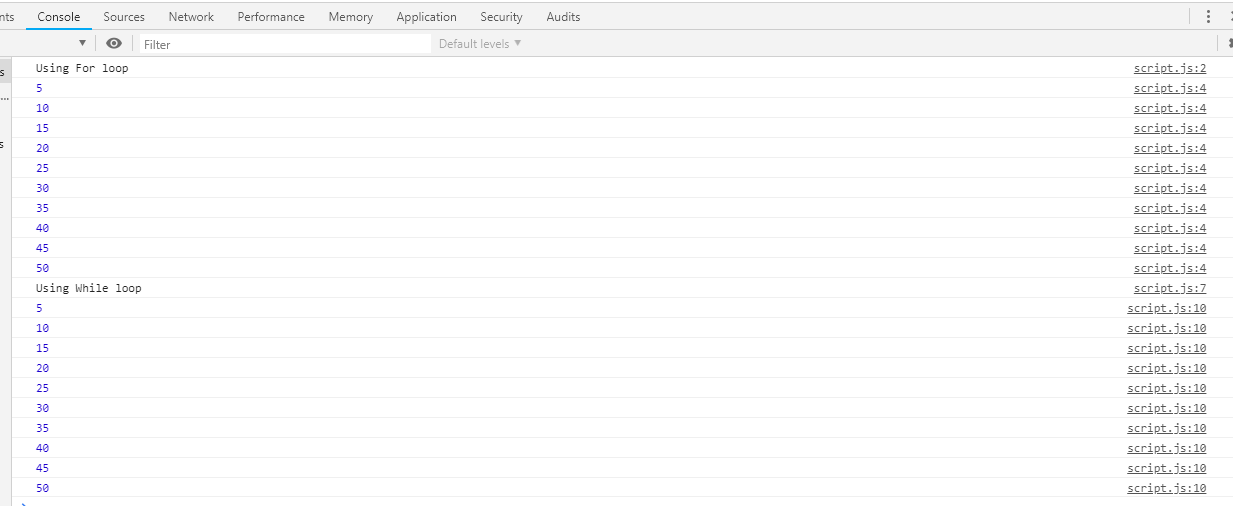 nts Console Sources Network Performance Memory Application Security Audits
Filter Default levels
s Using For loop script.js:2
5 script.js:4
... 10 script.js:4
15 script.js:4
s 20 script.js:4
25 script.js:4
30 script.js:4
35 script.js:4
40 script.js:4
45 script.js:4
50 script.js:4
Using While loop script.js:7
5 script.js:10
10 script.js:10
15 script.js:10
20 script.js:10
25 script.js:10
30 script.js:10
35 script.js:10
40 script.js:10
45 script.js:10
50 script.js:10